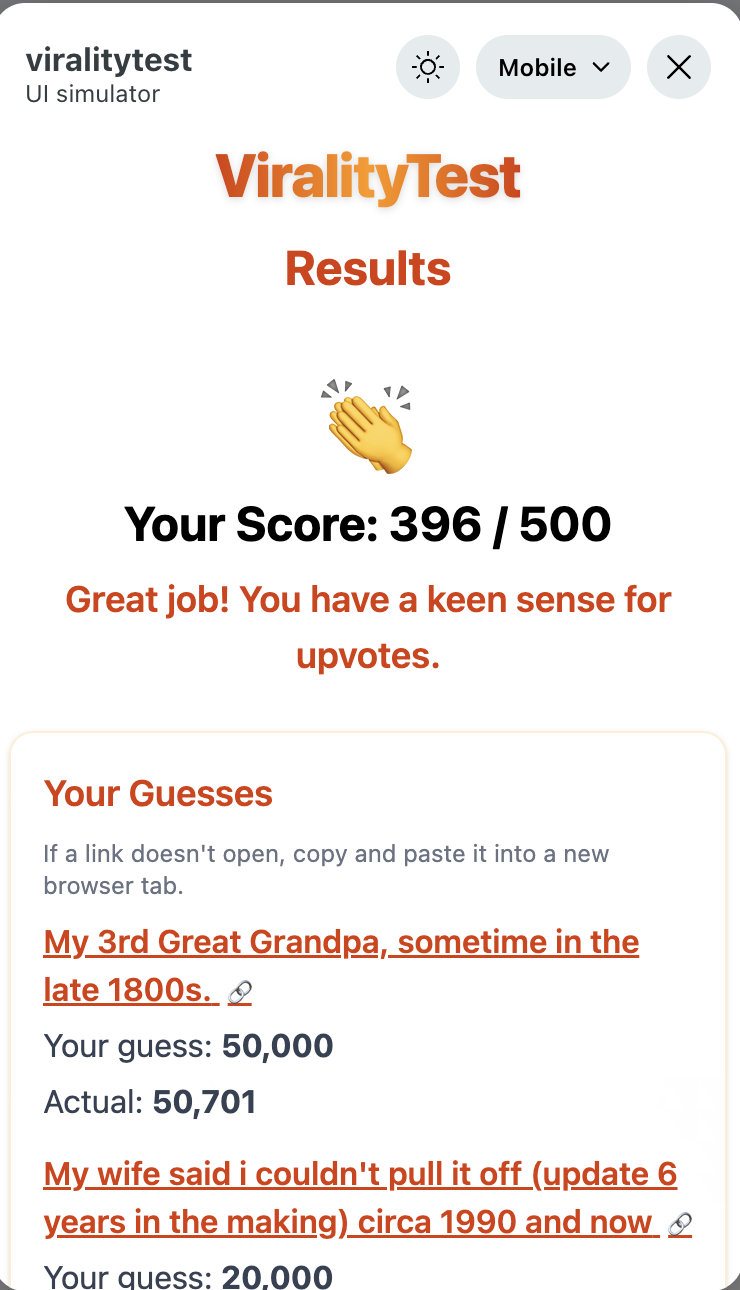 viralitytest
UI simulator
Mobile
ViralityTest
Results
Your Score: 396 / 500
Great job! You have a keen sense for
upvotes.
Your Guesses
If a link doesn't open, copy and paste it into a new
browser tab.
My 3rd Great Grandpa, sometime in the
late 1800s.
Your guess: 50,000
Actual: 50,701
My wife said i couldn't pull it off (update 6
years in the making) circa 1990 and now
Your guess: 20,000